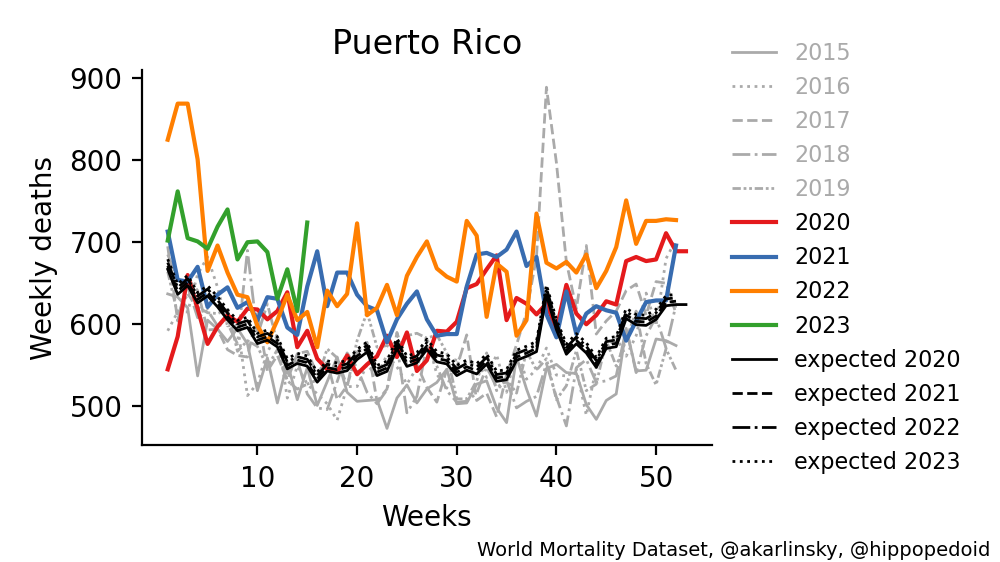 Puerto Rico
900
800
700
600
500
Weekly deaths
10
20
30
40
50
Weeks
2015
2016
2017
2018
2019
2020
2021
2022
2023
expected 2020
expected 2021
expected 2022
expected 2023
World Mortality Dataset, @akarlinsky, @hippopedoid